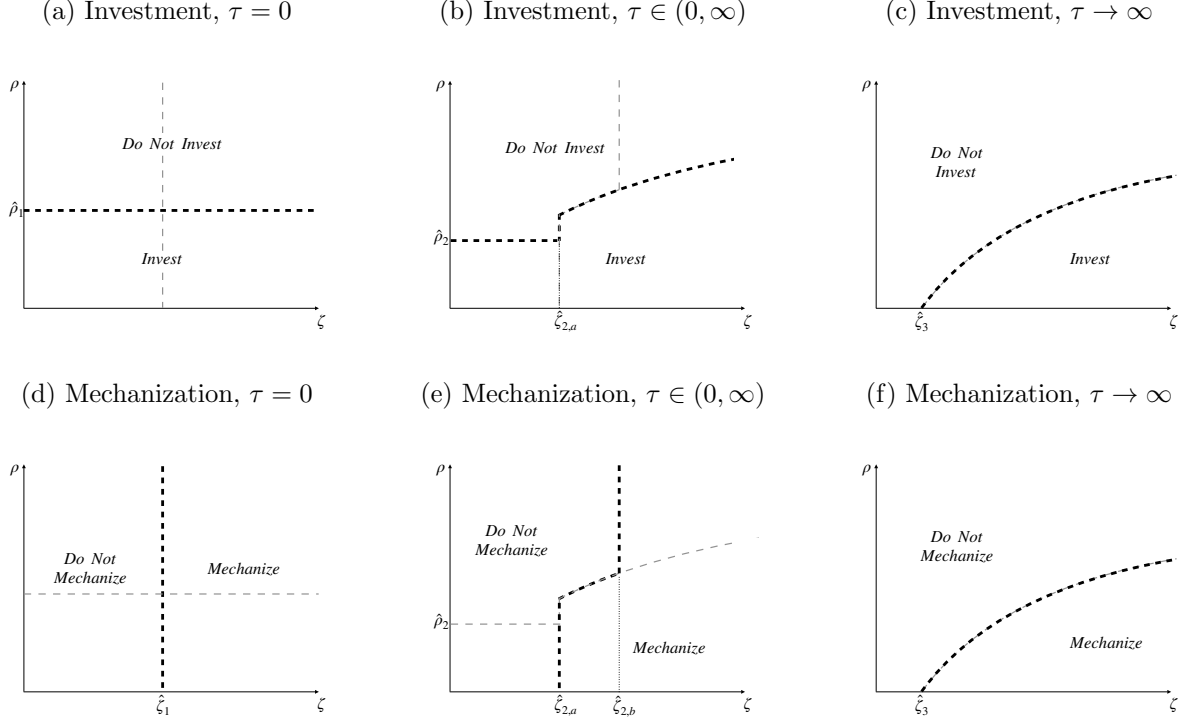 (a) Investment, τ = 0
ρ
Do Not Invest
ρ̂₁
Invest
ζ
(b) Investment, τ ∈ (0, ∞)
ρ
Do Not Invest
ρ̂₂
Invest
ζ̂₂,ₐ
ζ
(c) Investment, τ → ∞
ρ
Do Not
Invest
Invest
ζ̂₃
ζ
(d) Mechanization, τ = 0
ρ
Do Not
Mechanize
Mechanize
ζ̂₁
ζ
(e) Mechanization, τ ∈ (0, ∞)
ρ
Do Not
Mechanize
ρ̂₂
Mechanize
ζ̂₂,ₐ
ζ̂_{2,b}
ζ
(f) Mechanization, τ → ∞
ρ
Do Not
Mechanize
Mechanize
ζ̂₃
ζ